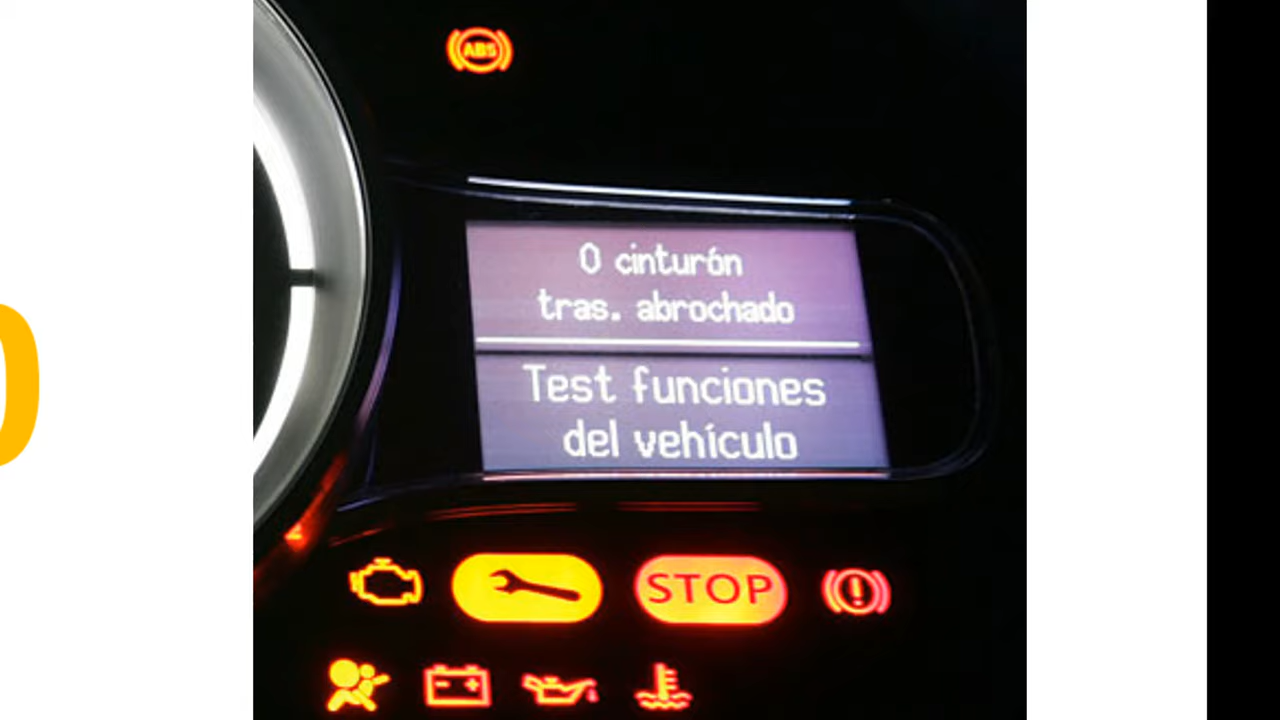 ABS
0 cinturón
tras. abrochado
Test funciones
del vehículo
STOP